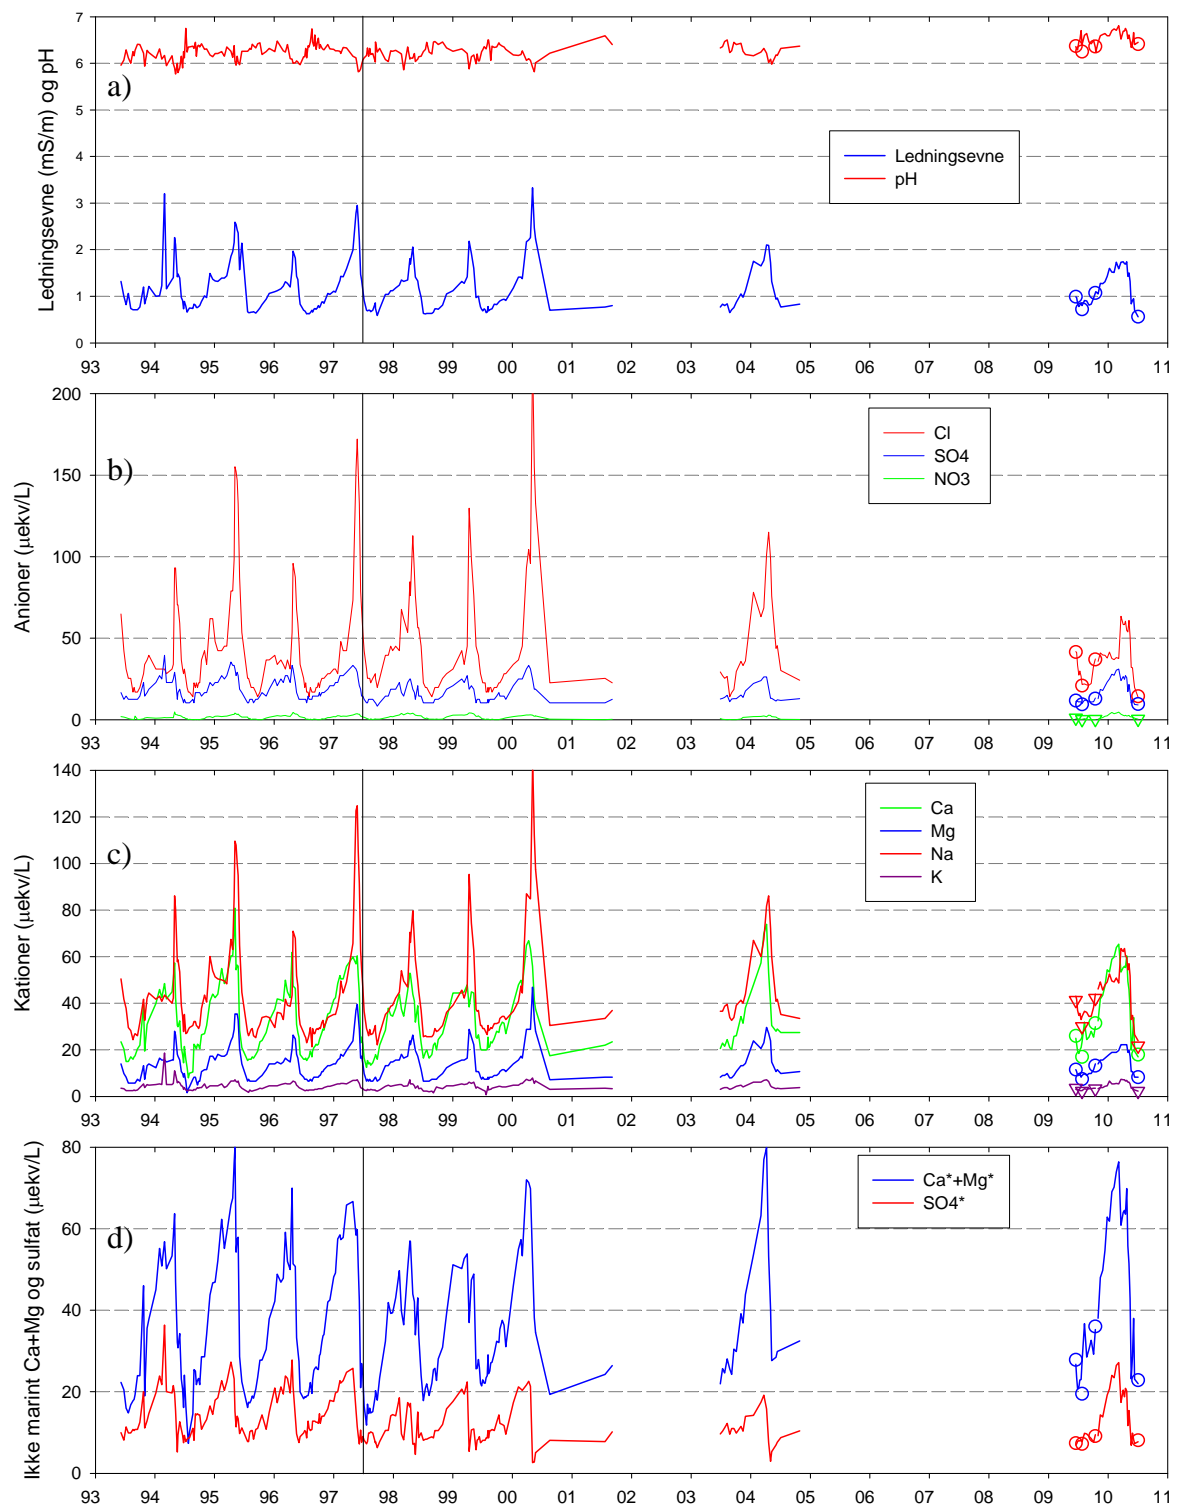 Ledningsevne (mS/m) og pH
7
6
5
4
3
2
1
0
a)
Ledningsevne
pH
93 94 95 96 97 98 99 00 01 02 03 04 05 06 07 08 09 10 11
Anioner (µekv/L)
200
150
100
50
0
b)
Cl
SO4
NO3
93 94 95 96 97 98 99 00 01 02 03 04 05 06 07 08 09 10 11
Kationer (µekv/L)
140
120
100
80
60
40
20
0
c)
Ca
Mg
Na
K
93 94 95 96 97 98 99 00 01 02 03 04 05 06 07 08 09 10 11
Ikke marint Ca+Mg og sulfat (µekv/L)
80
60
40
20
0
d)
Ca*+Mg*
SO4*
93 94 95 96 97 98 99 00 01 02 03 04 05 06 07 08 09 10 11